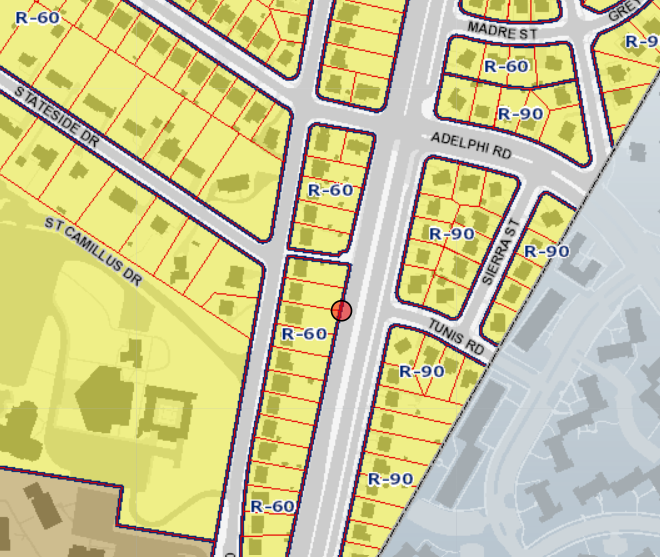 R-60
MADRE ST
R-60
R-90
STATESIDE DR
ADELPHI RD
R-60
ST CAMILLUS DR
R-90
SIERRA ST
R-90
R-60
TUNIS RD
R-90
R-90
R-60